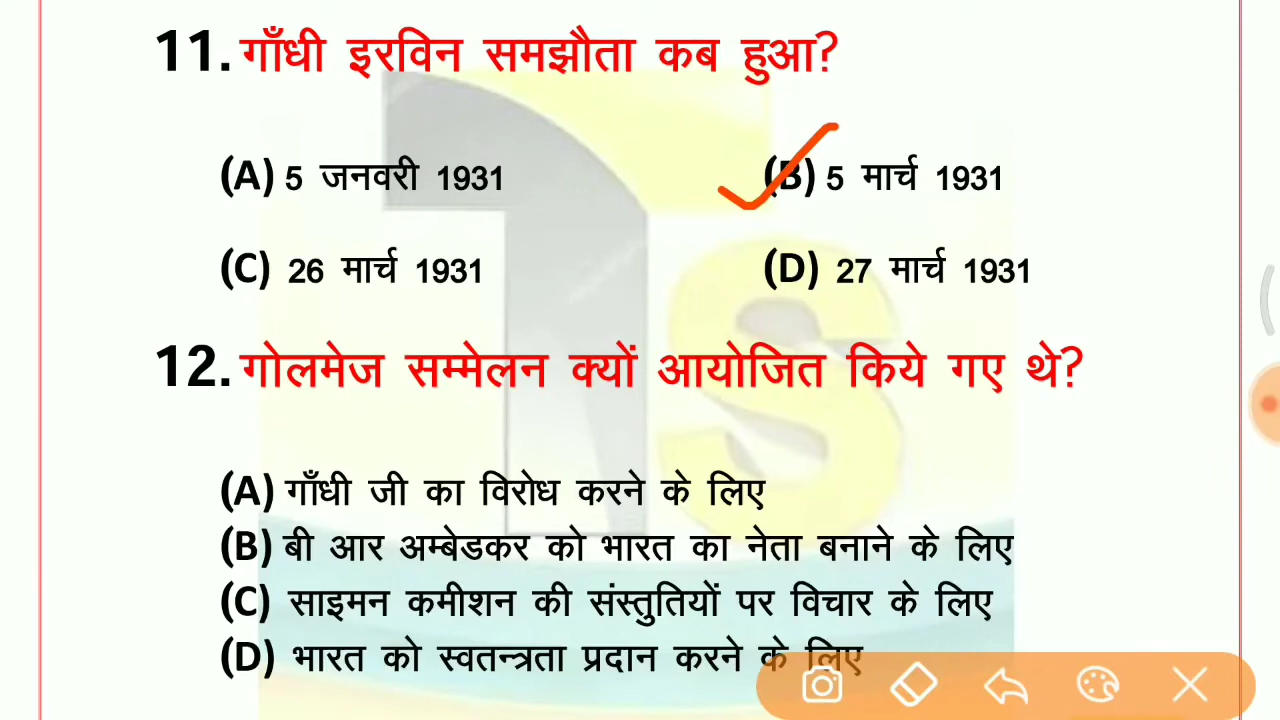 11. गाँधी इरविन समझौता कब हुआ?
(A) 5 जनवरी 1931 (B) 5 मार्च 1931
(C) 26 मार्च 1931 (D) 27 मार्च 1931
12. गोलमेज सम्मेलन क्यों आयोजित किये गए थे?
(A) गाँधी जी का विरोध करने के लिए
(B) बी आर अम्बेडकर को भारत का नेता बनाने के लिए
(C) साइमन कमीशन की संस्तुतियों पर विचार के लिए
(D) भारत को स्वतन्त्रता प्रदान करने के लिए